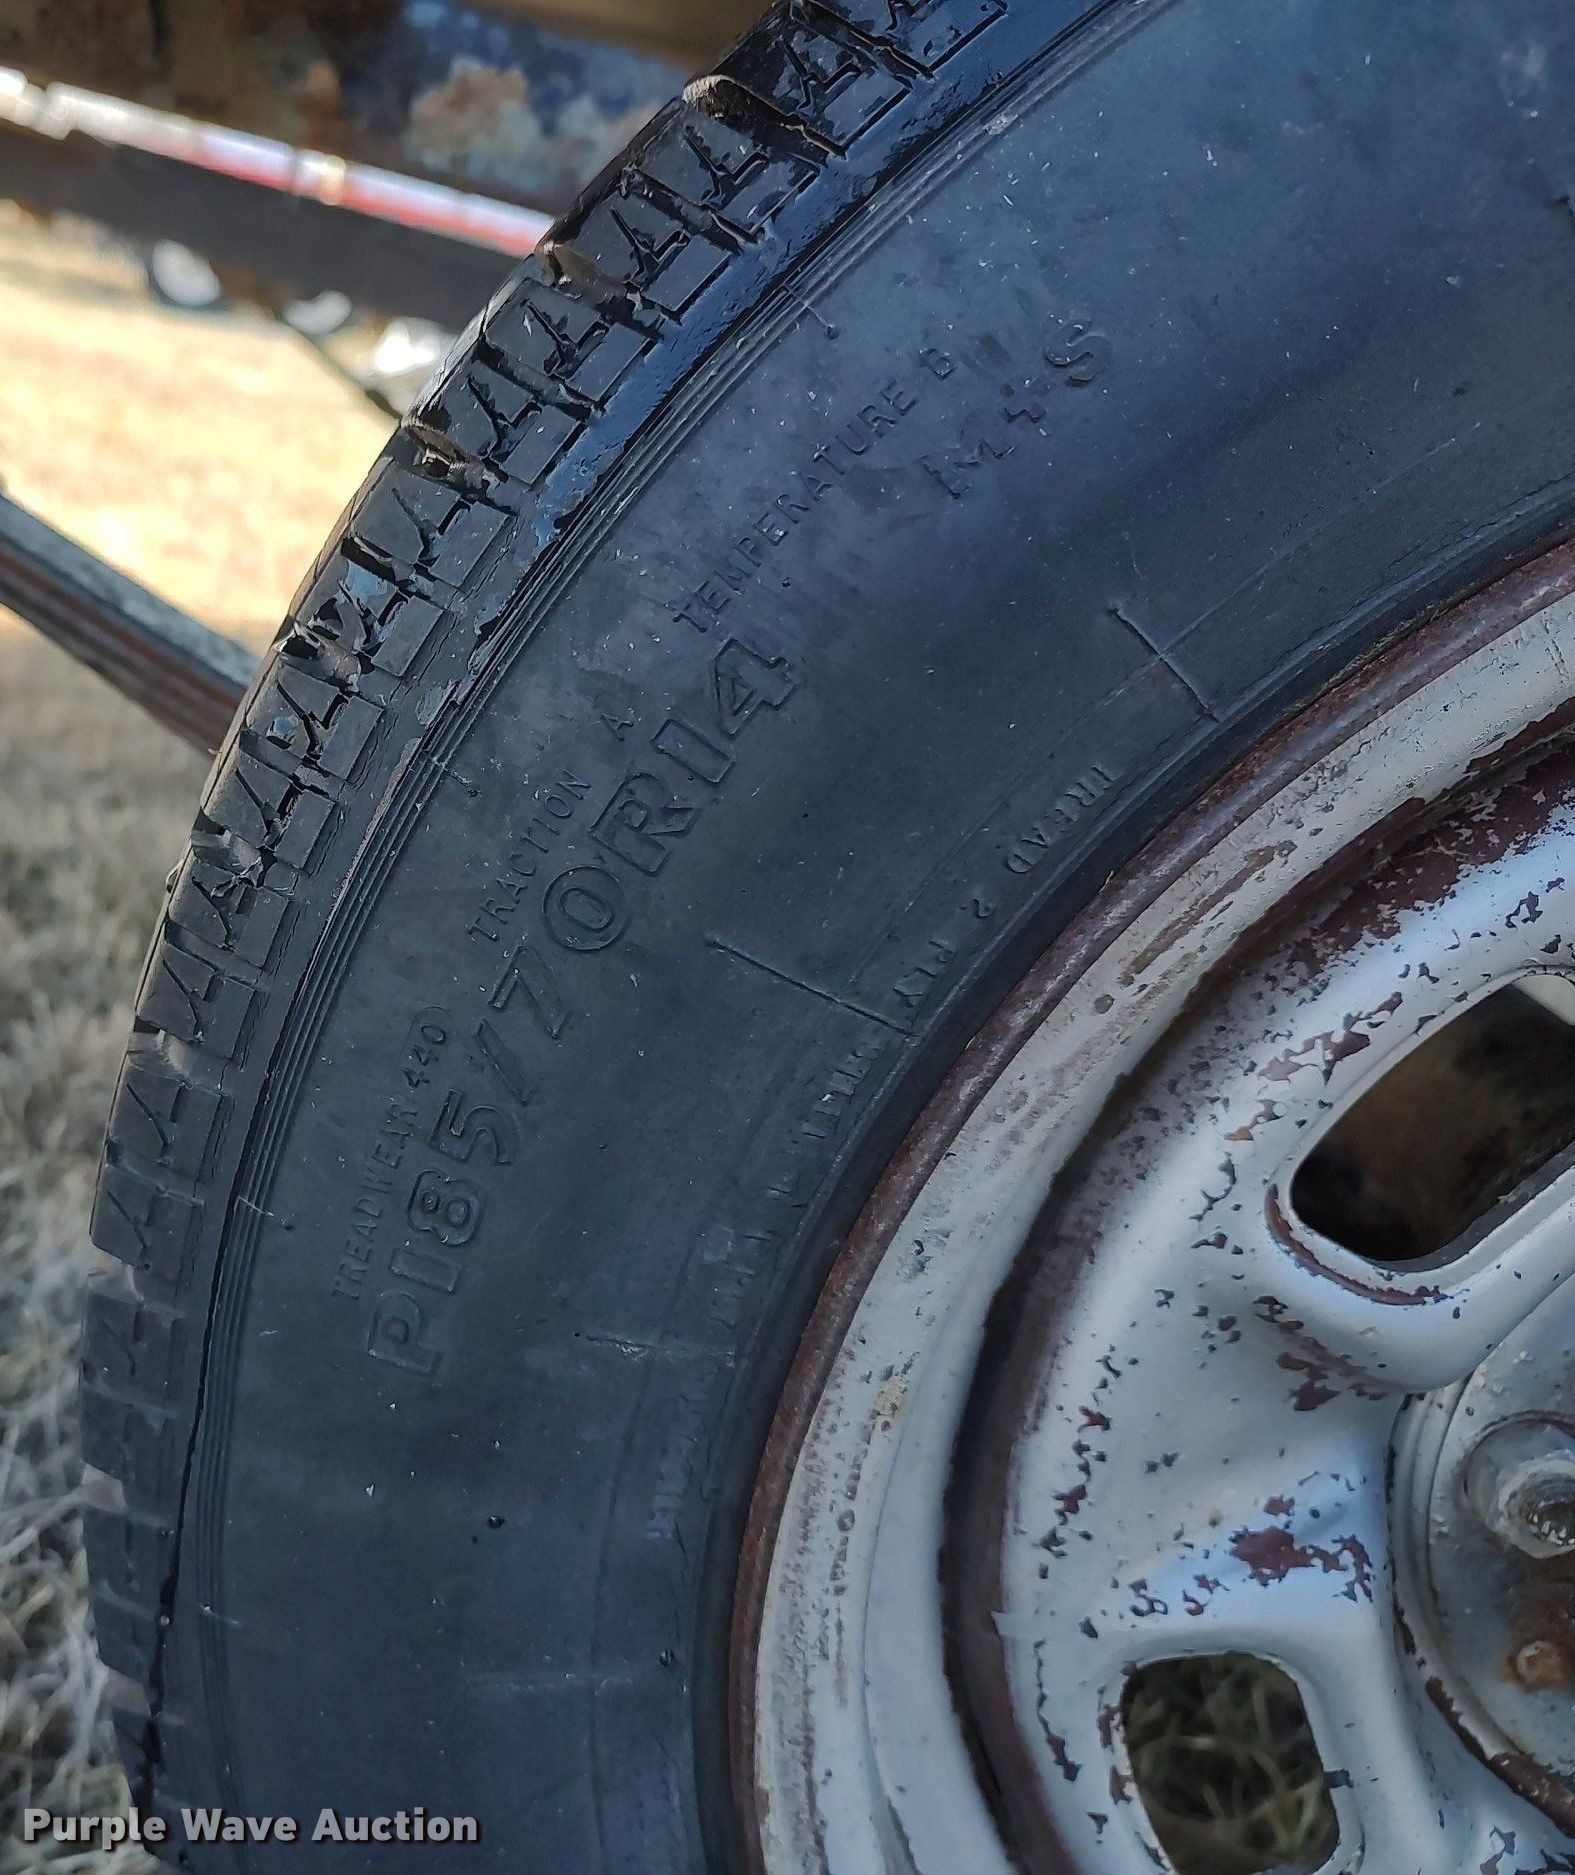 TREADWEAR 440 TRACTION A TEMPERATURE B
P185/70R14 M+S
TREAD 2 PLY
Purple Wave Auction